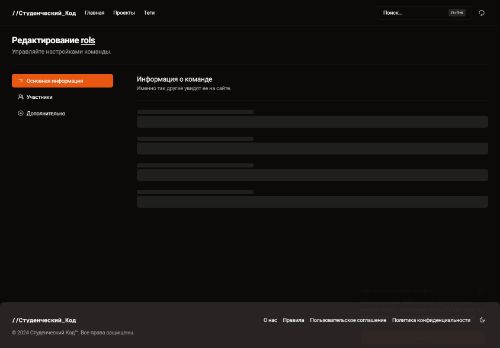 //Студенческий_Код
Главная
Проекты
Теги
Поиск...
Редактирование rols
Управляйте настройками команды.
Основная информация
Участники
Дополнительно
Информация о команде
Именно так другие увидят ее на сайте.
//Студенческий_Код
О нас
Правила
Пользовательское соглашение
Политика конфиденциальности
© 2024 Студенческий Код™. Все права защищены.